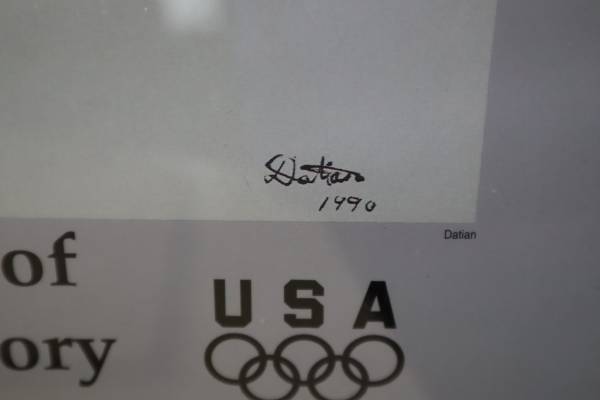 Datian
1990
Datian
of
USA
ory